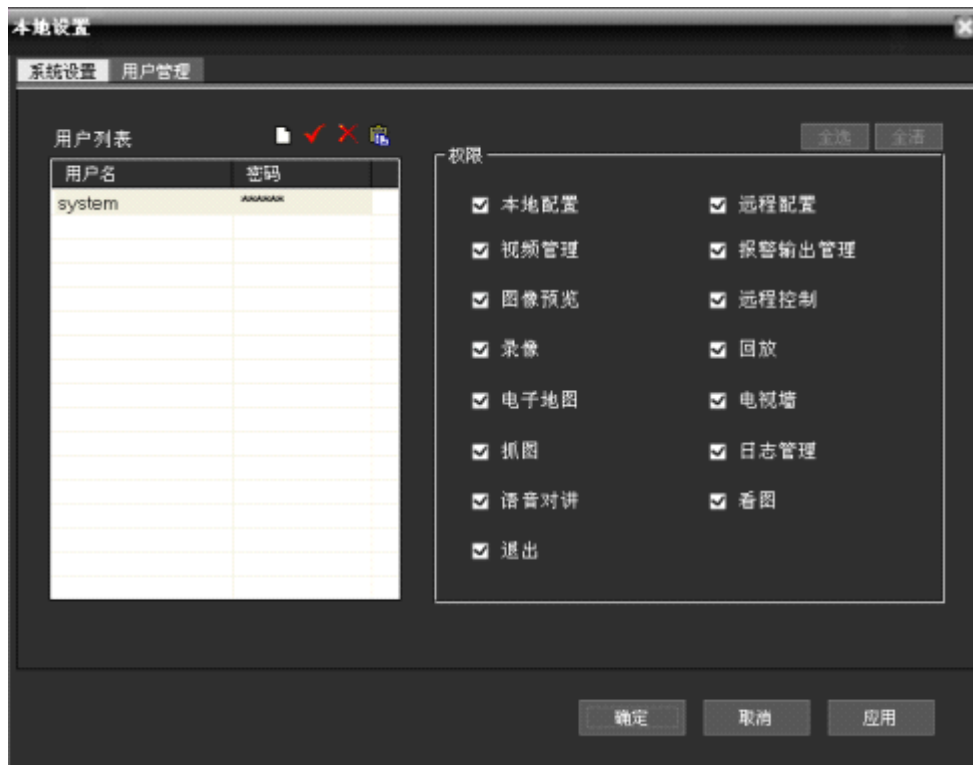 本地设置
系统设置 用户管理
用户列表
全选 全清
用户名 密码
system ******
权限
本地配置 远程配置
视频管理 报警输出管理
图像预览 远程控制
录像 回放
电子地图 电视墙
抓图 日志管理
语音对讲 看图
退出
确定 取消 应用